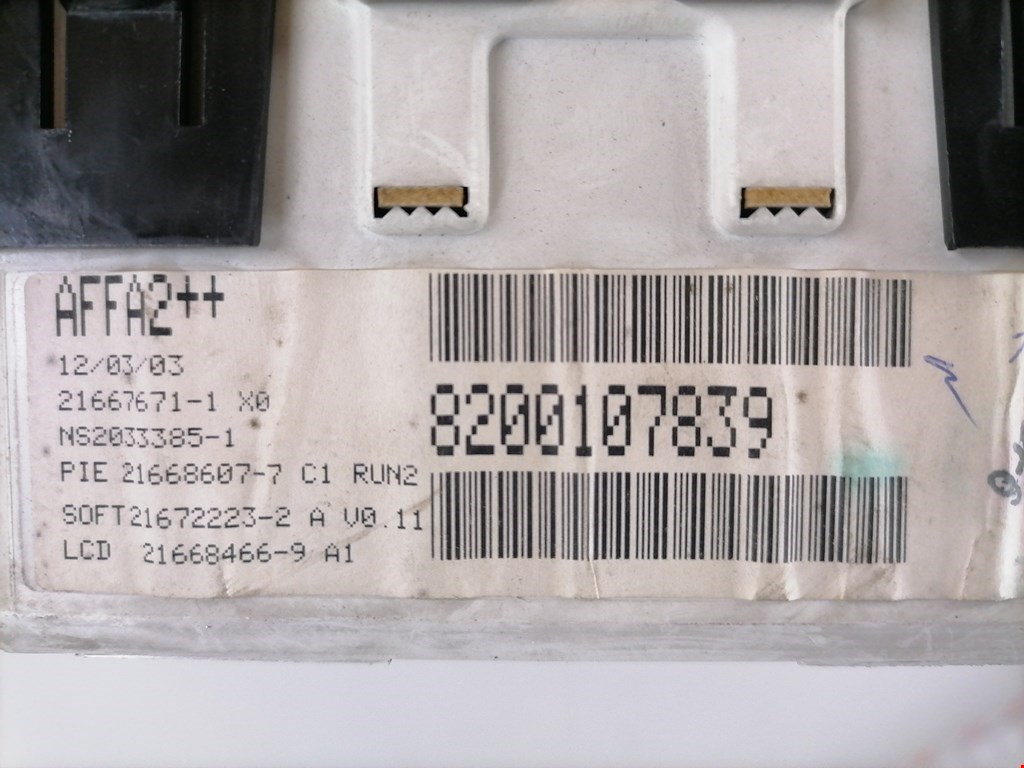 AFFA2++
12/03/03
21667671-1 X0
NS2033385-1
PIE 21668607-7 C1 RUN2
SOFT21672223-2 A V0.11
LCD 21668466-9 A1
8200107839